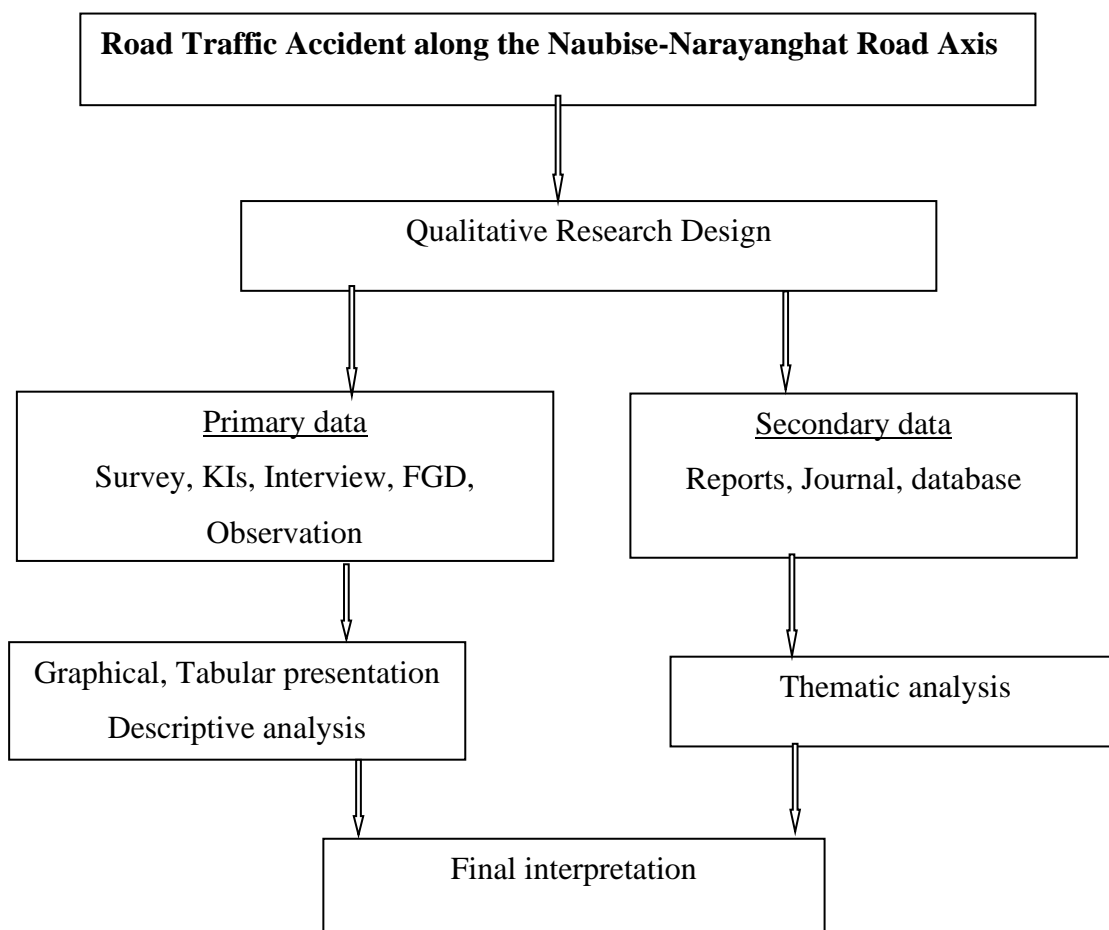 Road Traffic Accident along the Naubise-Narayanghat Road Axis
Qualitative Research Design
Primary data
Survey, KIs, Interview, FGD,
Observation
Secondary data
Reports, Journal, database
Graphical, Tabular presentation
Descriptive analysis
Thematic analysis
Final interpretation